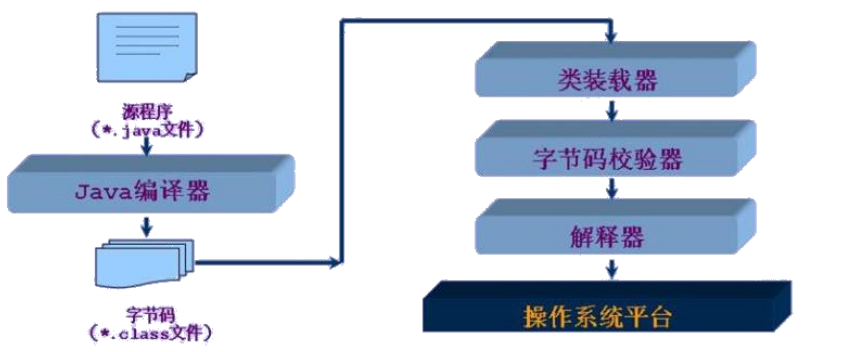 源程序
(*.java文件)
Java编译器
字节码
(*.class文件)
类装载器
字节码校验器
解释器
操作系统平台